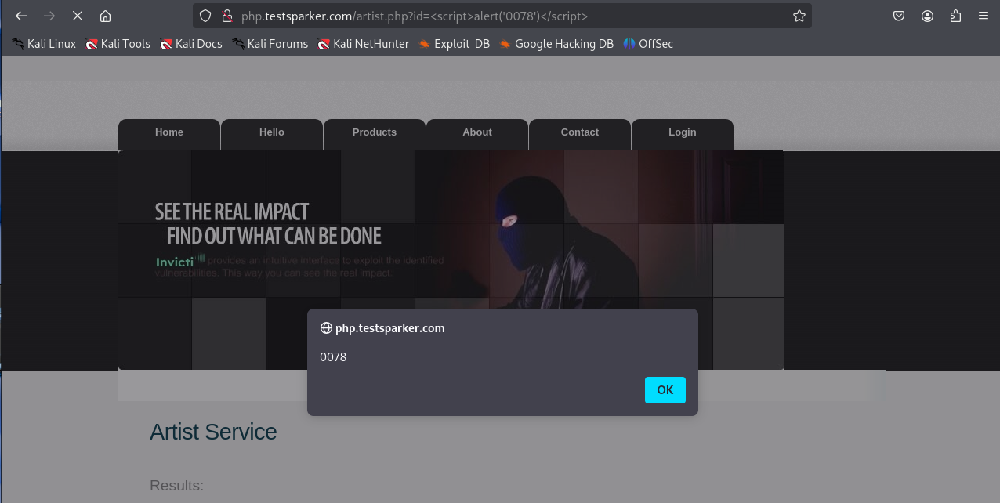 php.testsparker.com/artist.php?id=<script>alert('0078')</script>
Kali Linux Kali Tools Kali Docs Kali Forums Kali NetHunter Exploit-DB Google Hacking DB OffSec
Home Hello Products About Contact Login
SEE THE REAL IMPACT
FIND OUT WHAT CAN BE DONE
Invicti provides an intuitive interface to exploit the identified
vulnerabilities. This way you can see the real impact.
php.testsparker.com
0078
OK
Artist Service
Results: